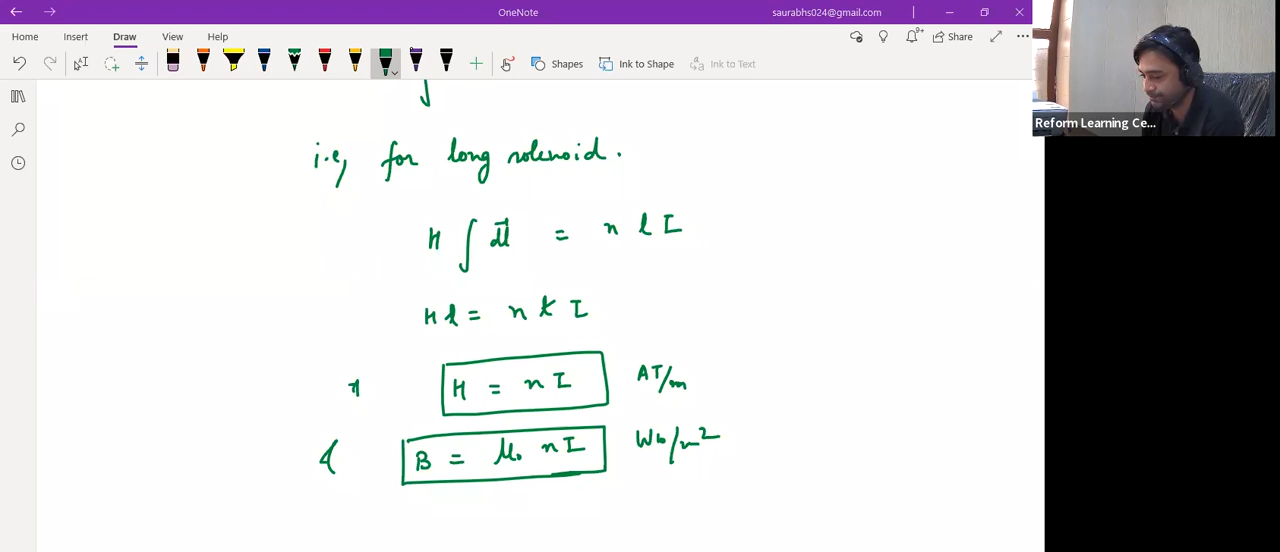 OneNote
saurabhs024@gmail.com
Home Insert Draw View Help
9+
Share
Shapes
Ink to Shape
Ink to Text
Reform Learning Ce...
∫
i.e, for long solenoid.
H ∫ d⃗l = n l I
H l = n l I
H = n I AT/m
& B = μ₀ n I Wb/m²